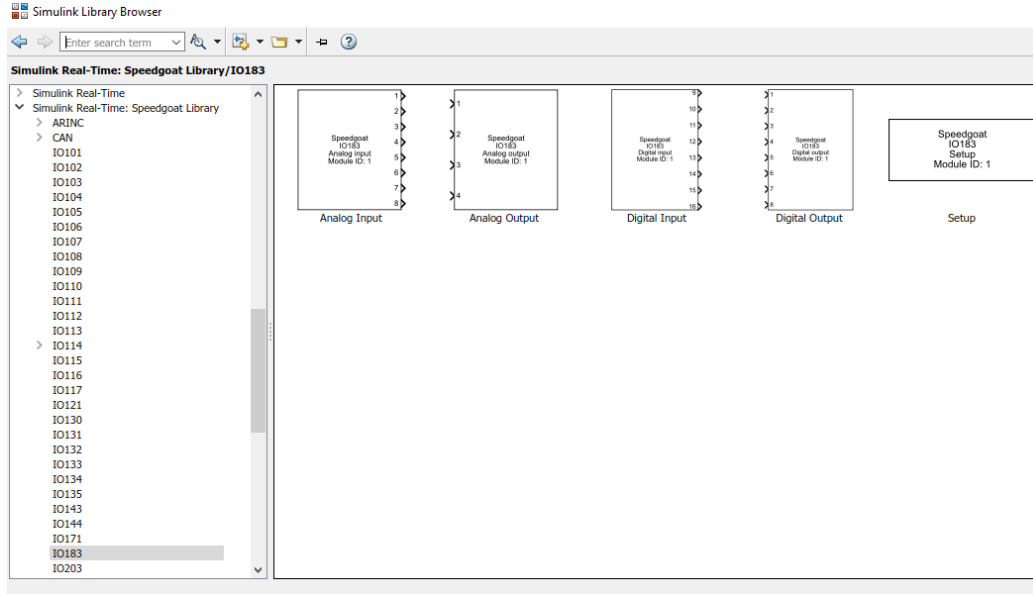 Simulink Library Browser
Enter search term
Simulink Real-Time: Speedgoat Library/IO183
Simulink Real-Time
Simulink Real-Time: Speedgoat Library
ARINC
CAN
IO101
IO102
IO103
IO104
IO105
IO106
IO107
IO108
IO109
IO110
IO111
IO112
IO113
IO114
IO115
IO116
IO117
IO121
IO130
IO131
IO132
IO133
IO134
IO135
IO143
IO144
IO171
IO183
IO203
Speedgoat
IO183
Analog input
Module ID: 1
1
2
3
4
5
6
7
8
Analog Input
1
2
3
4
Speedgoat
IO183
Analog output
Module ID: 1
Analog Output
Speedgoat
IO183
Digital input
Module ID: 1
9
10
11
12
13
14
15
16
Digital Input
1
2
3
4
5
6
7
8
Speedgoat
IO183
Digital output
Module ID: 1
Digital Output
Speedgoat
IO183
Setup
Module ID: 1
Setup